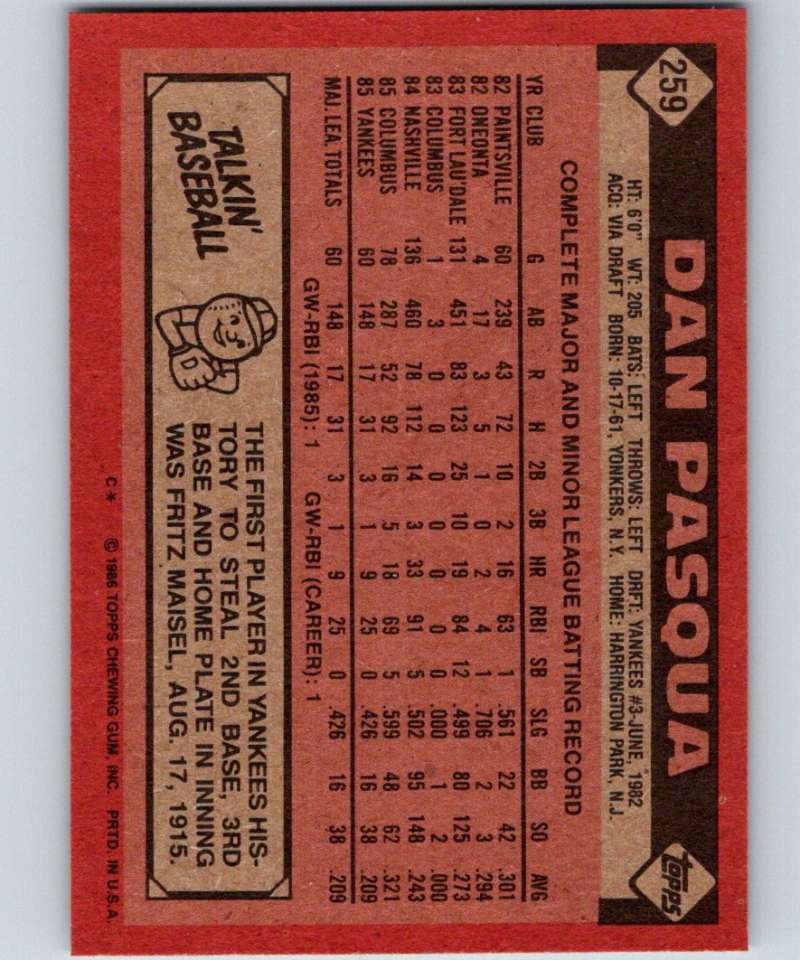 259
DAN PASQUA
topps
HT: 6'0" WT: 205 BATS: LEFT THROWS: LEFT DRFT: YANKEES #3-JUNE, 1982
ACQ: VIA DRAFT BORN: 10-17-61, YONKERS, N.Y. HOME: HARRINGTON PARK, N.J.
COMPLETE MAJOR AND MINOR LEAGUE BATTING RECORD
YR CLUB G AB R H 2B 3B HR RBI SB SLG BB SO AVG
82 PAINTSVILLE 60 239 43 72 10 2 16 63 1 .561 22 42 .301
82 ONEONTA 4 17 3 5 1 0 2 4 1 .706 2 3 .294
83 FORT LAU'DALE 131 451 83 123 25 10 19 84 12 .499 80 125 .273
83 COLUMBUS 1 3 0 0 0 0 0 0 0 .000 1 2 .000
84 NASHVILLE 136 460 78 112 14 3 33 91 5 .502 95 148 .243
85 COLUMBUS 78 287 52 92 16 5 18 69 5 .599 48 62 .321
85 YANKEES 60 148 17 31 3 1 9 25 0 .426 16 38 .209
MAJ. LEA. TOTALS 60 148 17 31 3 1 9 25 0 .426 16 38 .209
GW-RBI (1985): 1 GW-RBI (CAREER): 1
TALKIN'
BASEBALL
THE FIRST PLAYER IN YANKEES HIS-
TORY TO STEAL 2ND BASE, 3RD
BASE AND HOME PLATE IN INNING
WAS FRITZ MAISEL, AUG. 17, 1915.
C* © 1986 TOPPS CHEWING GUM, INC. PRTD. IN U.S.A.